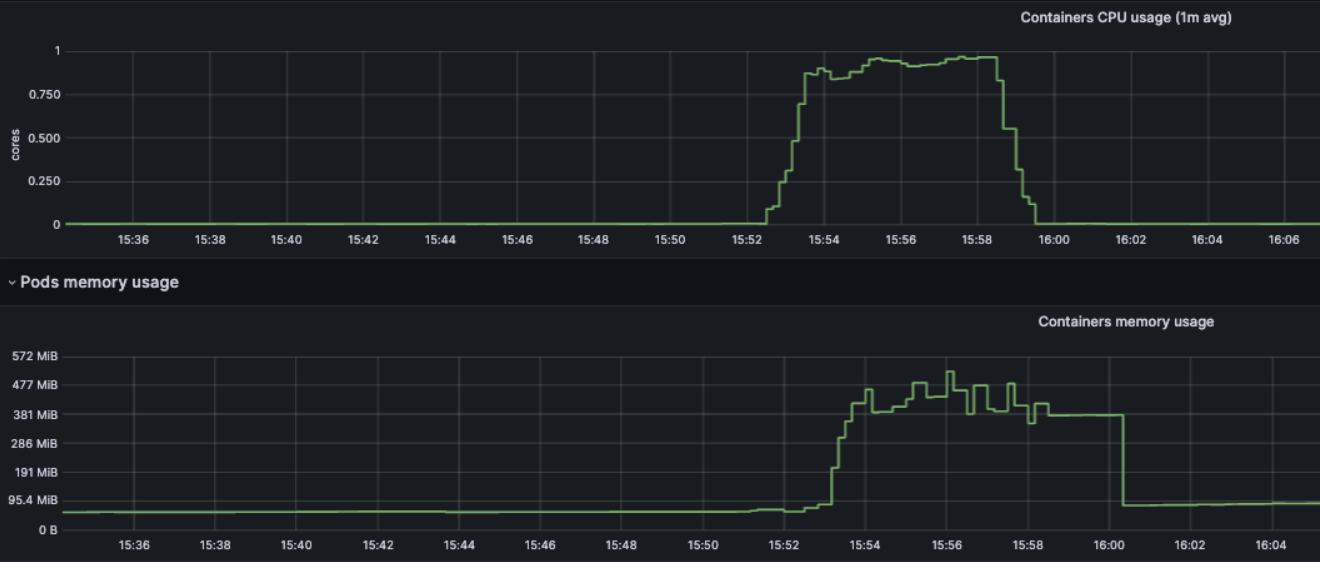 Containers CPU usage (1m avg)
1
0.750
0.500
0.250
0
cores
15:36 15:38 15:40 15:42 15:44 15:46 15:48 15:50 15:52 15:54 15:56 15:58 16:00 16:02 16:04 16:06
Pods memory usage
Containers memory usage
572 MiB
477 MiB
381 MiB
286 MiB
191 MiB
95.4 MiB
0 B
15:36 15:38 15:40 15:42 15:44 15:46 15:48 15:50 15:52 15:54 15:56 15:58 16:00 16:02 16:04